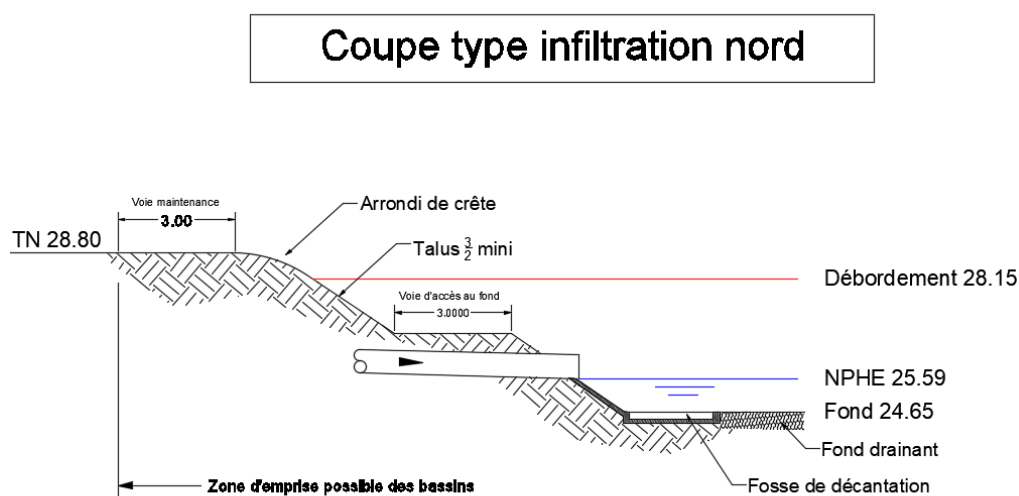 Coupe type infiltration nord
Voie maintenance
3.00
Arrondi de crête
TN 28.80
Talus 3/2 mini
Débordement 28.15
Voie d'accès au fond
3.0000
NPHE 25.59
Fond 24.65
Fond drainant
Zone d'emprise possible des bassins
Fosse de décantation